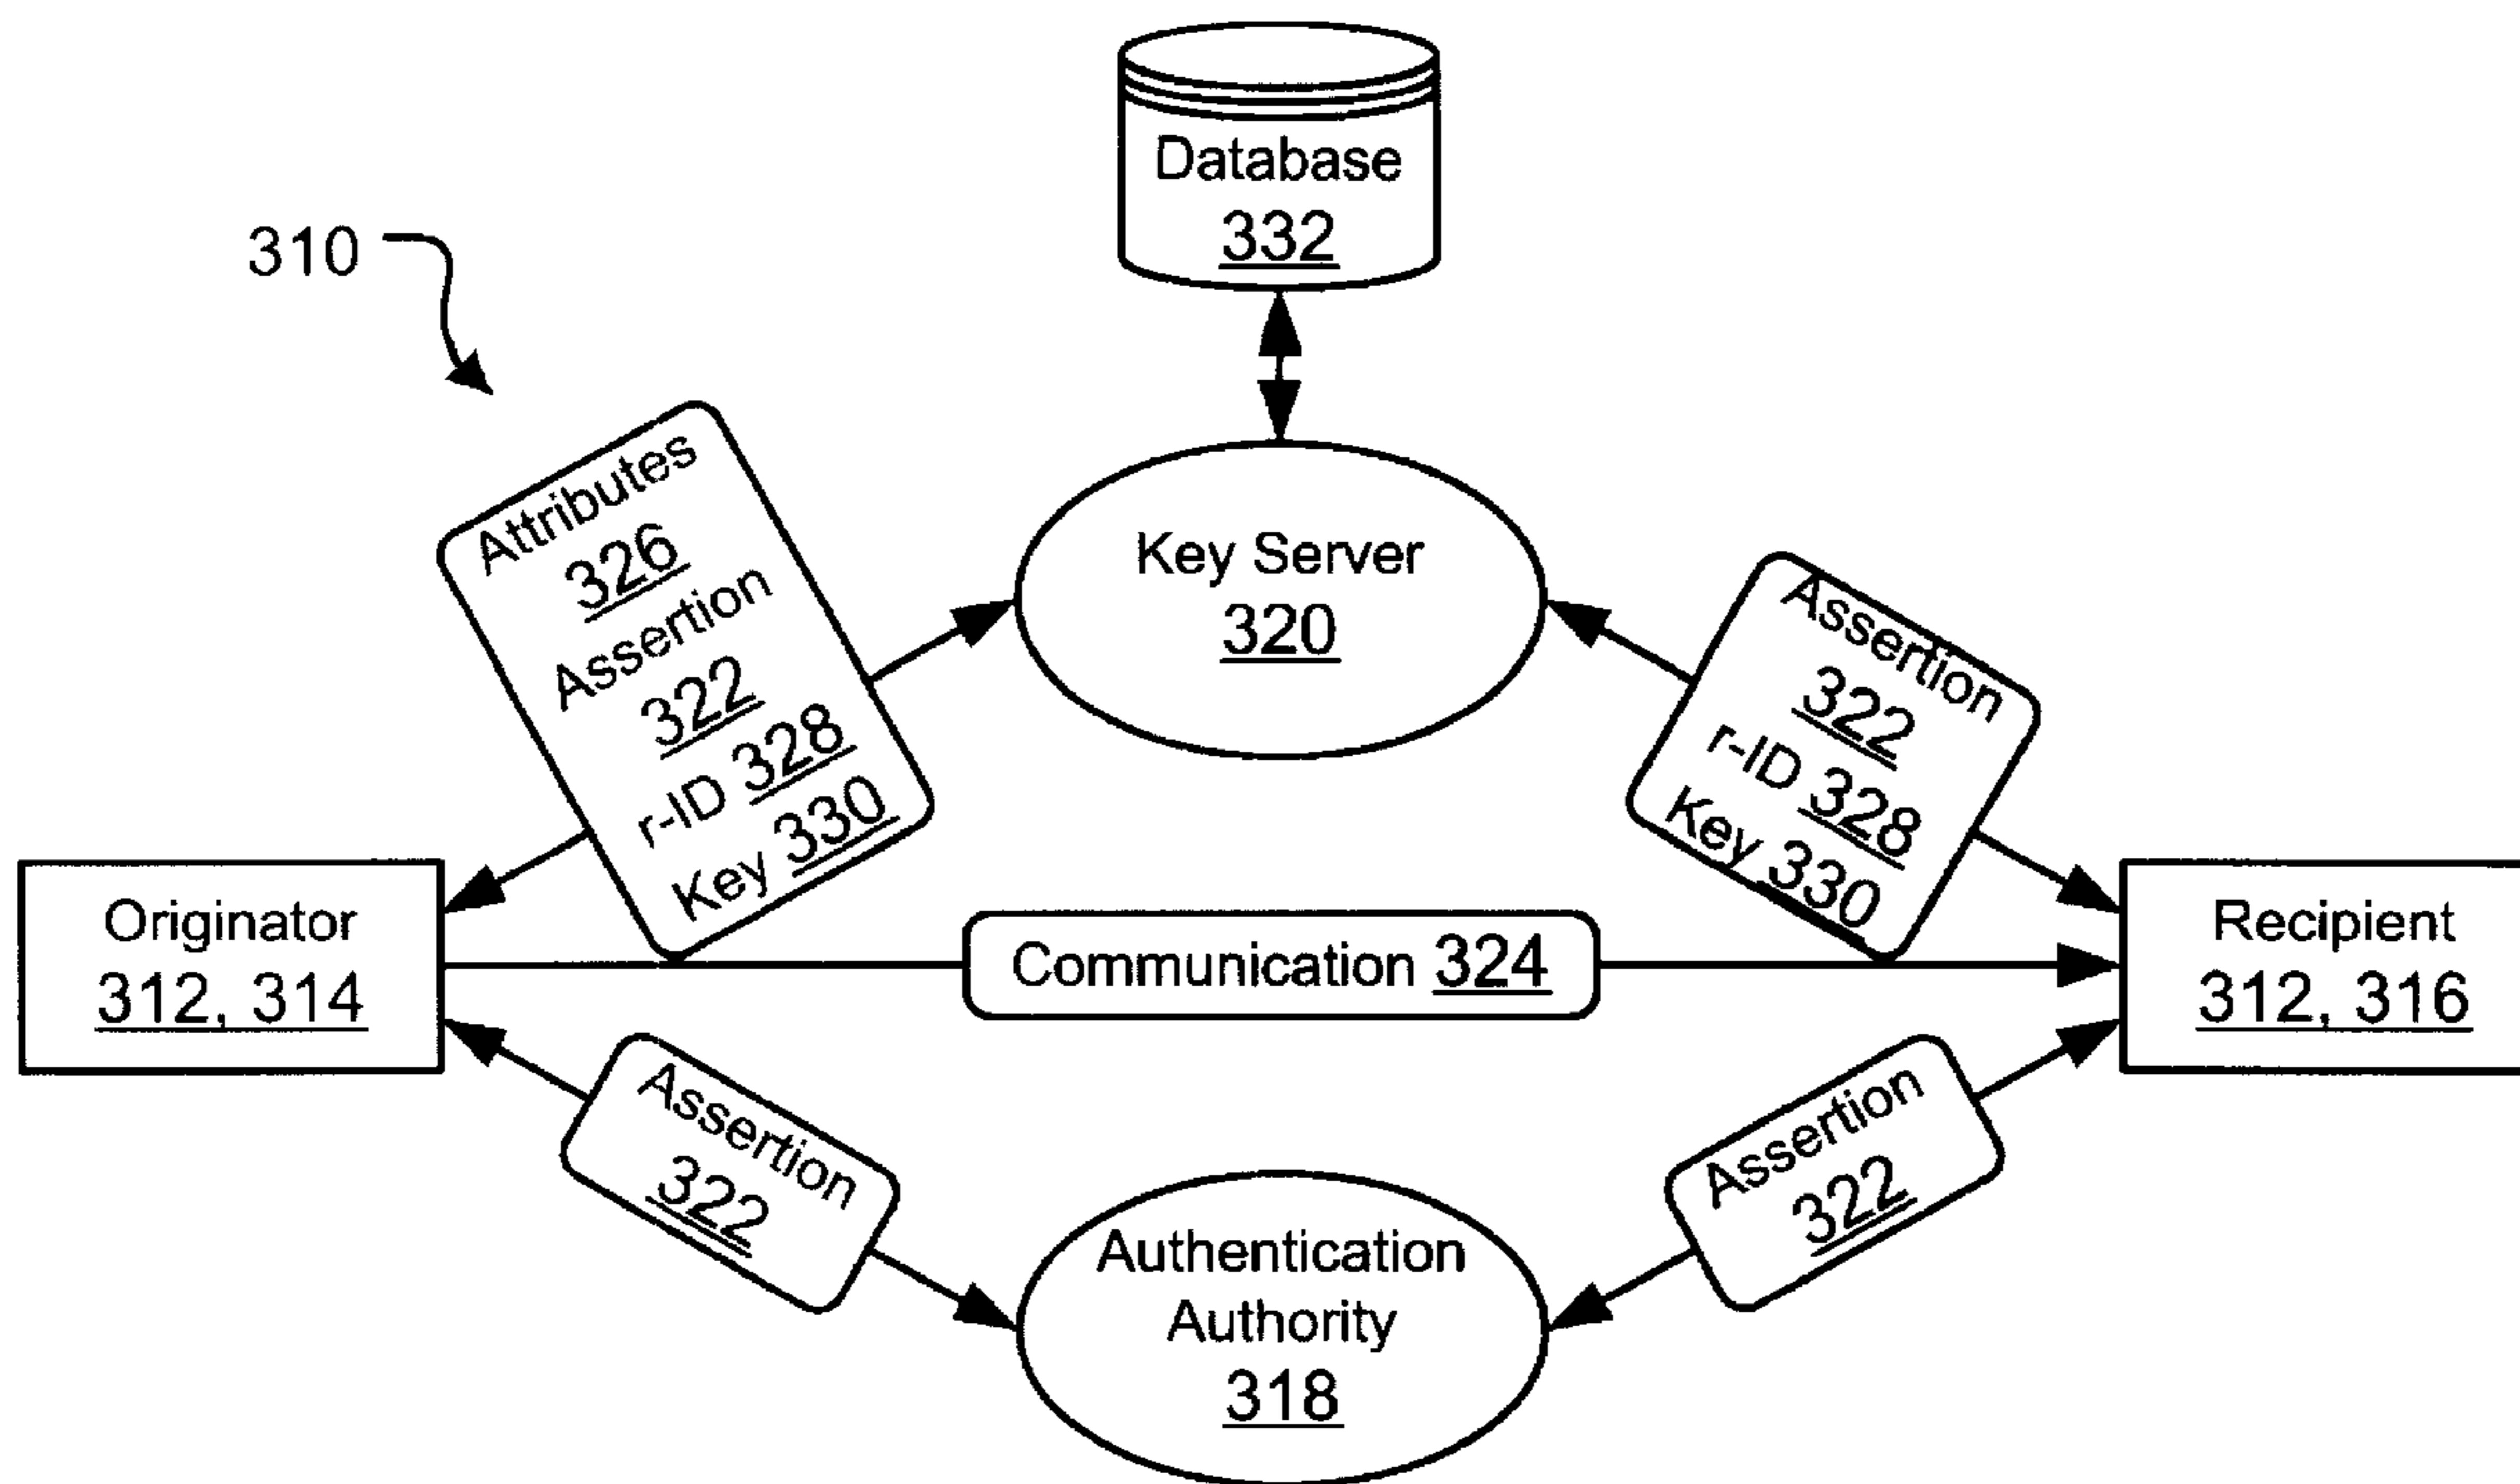 Database
332
310
Attributes
326
Assertion
322
r-ID 328
Key 330
Key Server
320
Assertion
322
r-ID 328
Key 330
Originator
312, 314
Communication 324
Recipient
312, 316
Assertion
322
Authentication
Authority
318
Assertion
322